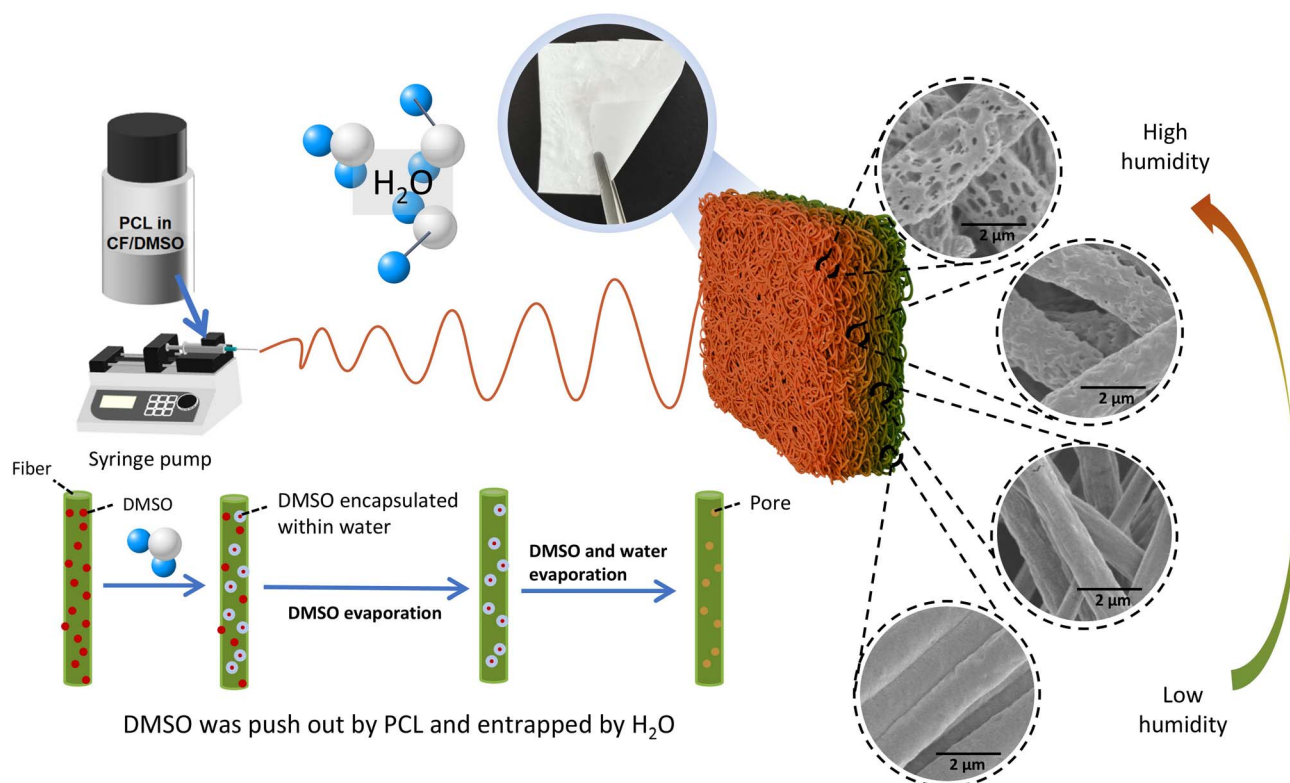 PCL in
CF/DMSO
H₂O
Syringe pump
Fiber
DMSO
DMSO encapsulated
within water
DMSO evaporation
DMSO and water
evaporation
Pore
DMSO was push out by PCL and entrapped by H₂O
High
humidity
2 μm
2 μm
2 μm
2 μm
Low
humidity